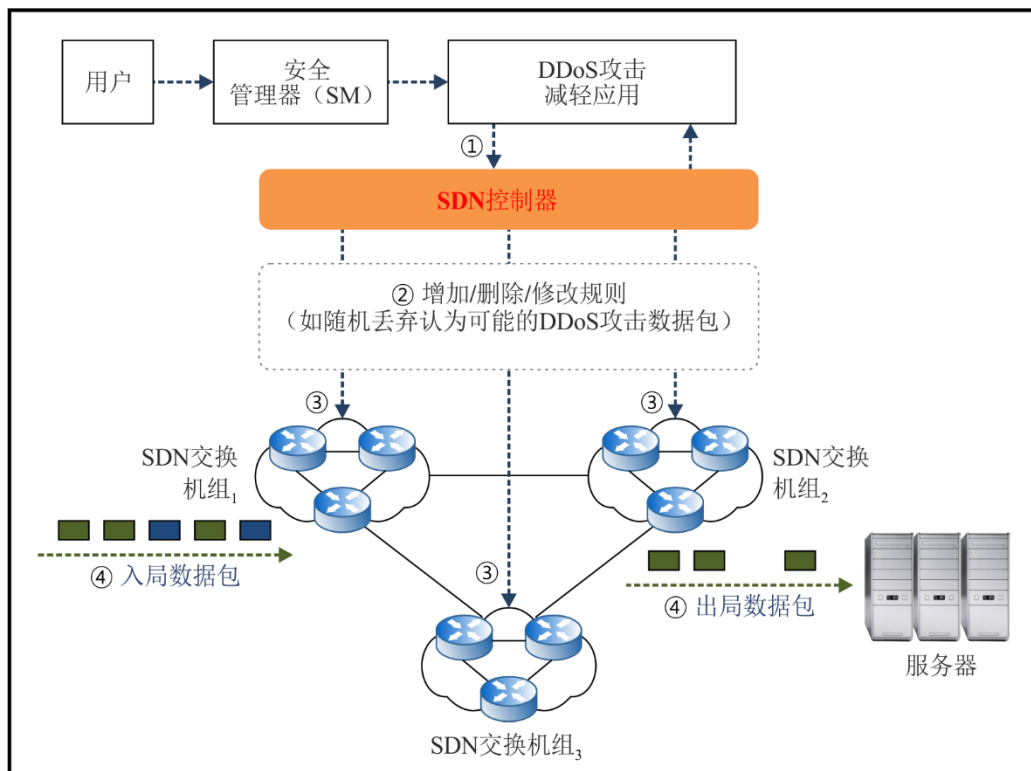 用户
安全
管理器（SM）
DDoS攻击
减轻应用
①
SDN控制器
② 增加/删除/修改规则
（如随机丢弃认为可能的DDoS攻击数据包）
③
③
SDN交换
机组1
SDN交换
机组2
④ 入局数据包
③
④ 出局数据包
服务器
SDN交换机组3